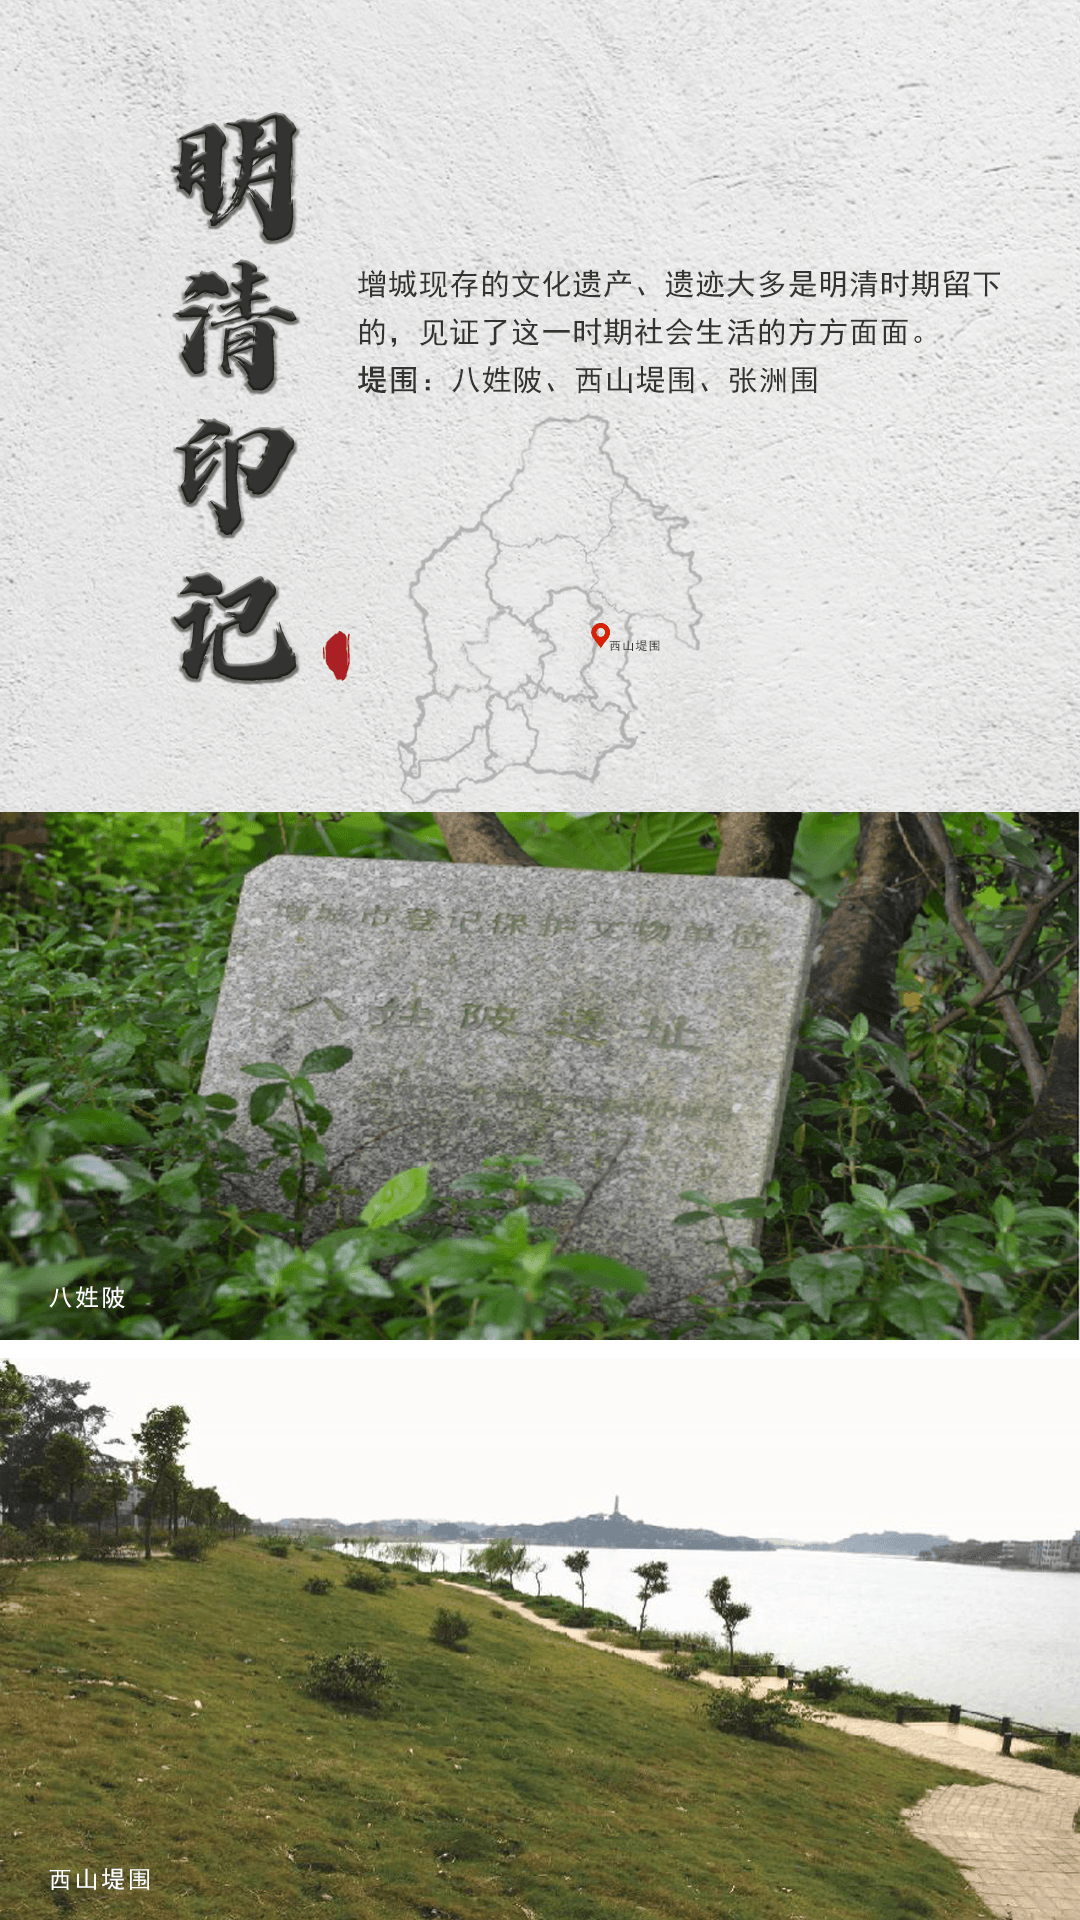 明清印记
增城现存的文化遗产、遗迹大多是明清时期留下
的，见证了这一时期社会生活的方方面面。
堤围：八姓陂、西山堤围、张洲围
西山堤围
增城市登记保护文物单位
八姓陂遗址
八姓陂
西山堤围